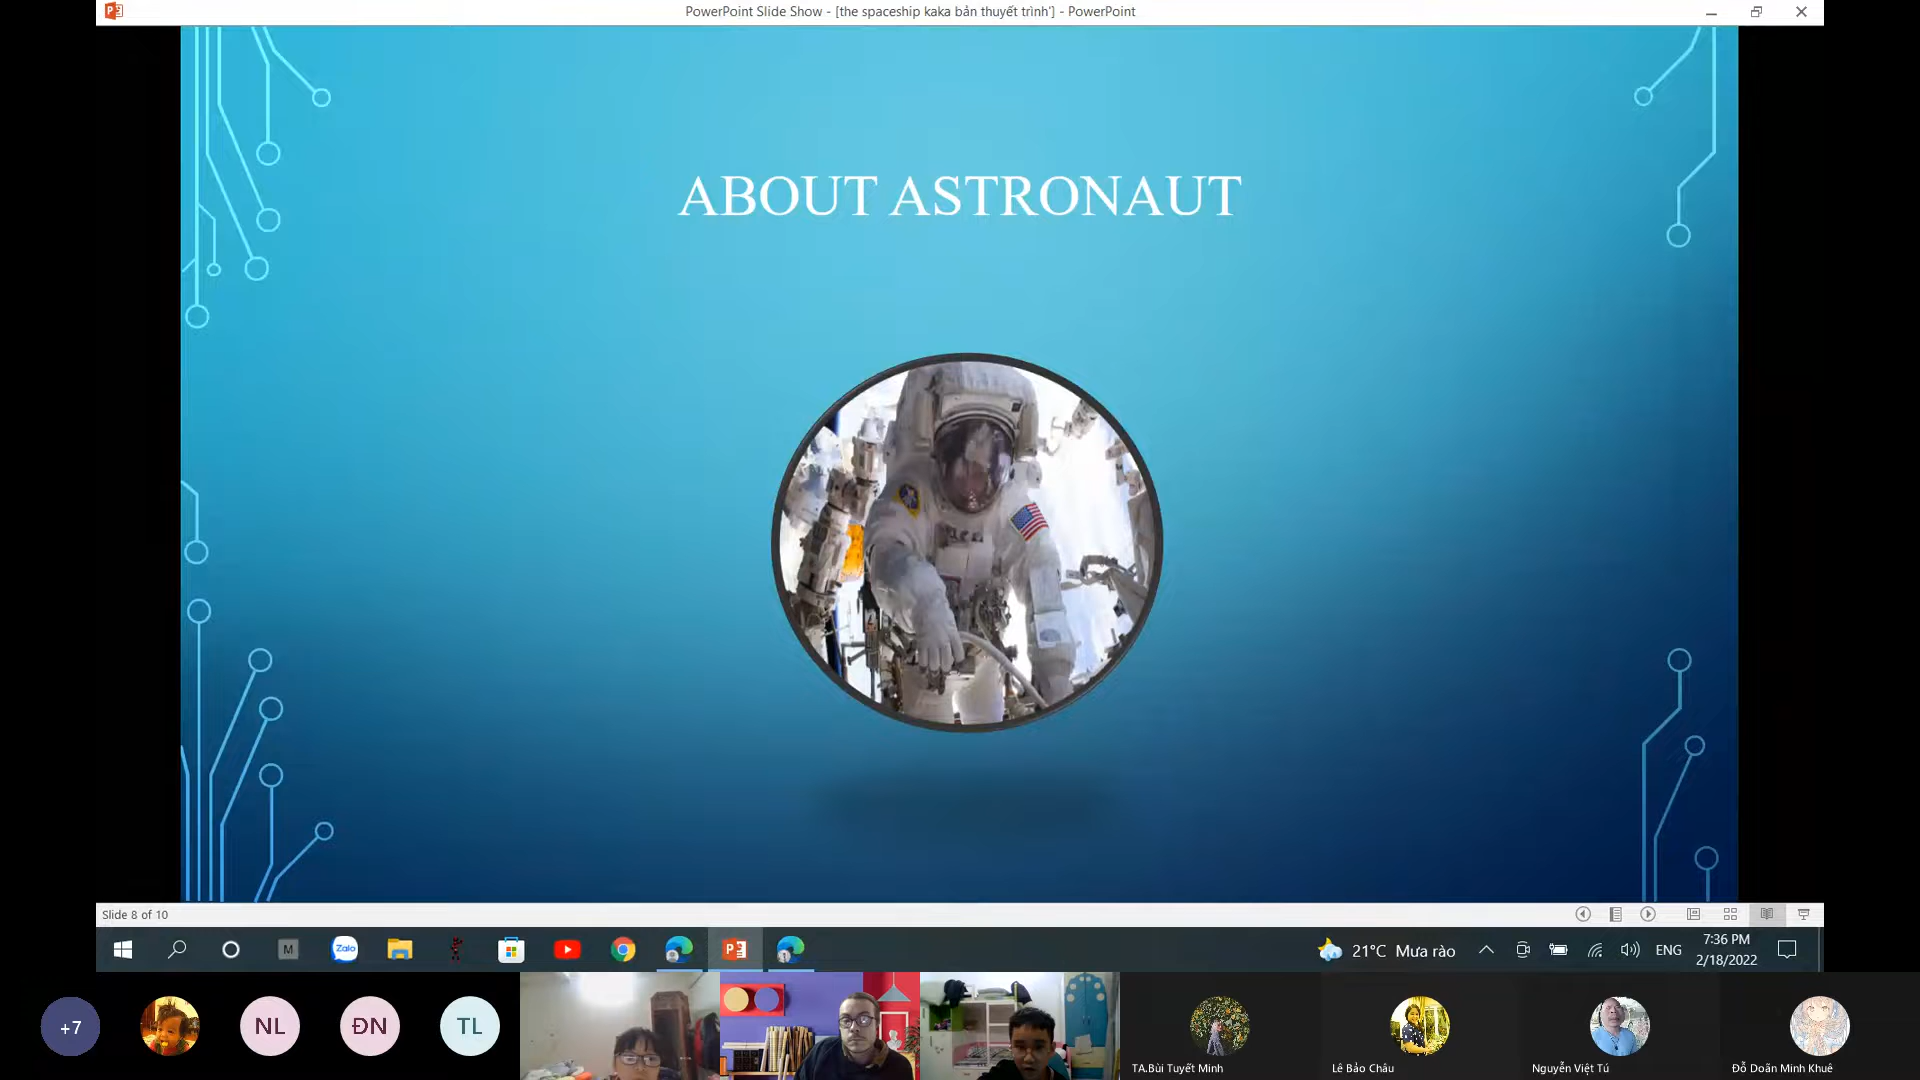 PowerPoint Slide Show - [the spaceship kaka bản thuyết trình'] - PowerPoint
ABOUT ASTRONAUT
Slide 8 of 10
M
Zalo
21°C Mưa rào
ENG
7:36 PM
2/18/2022
+7
NL
ĐN
TL
TA.Bùi Tuyết Minh
Lê Bảo Châu
Nguyễn Việt Tú
Đỗ Doãn Minh Khuê